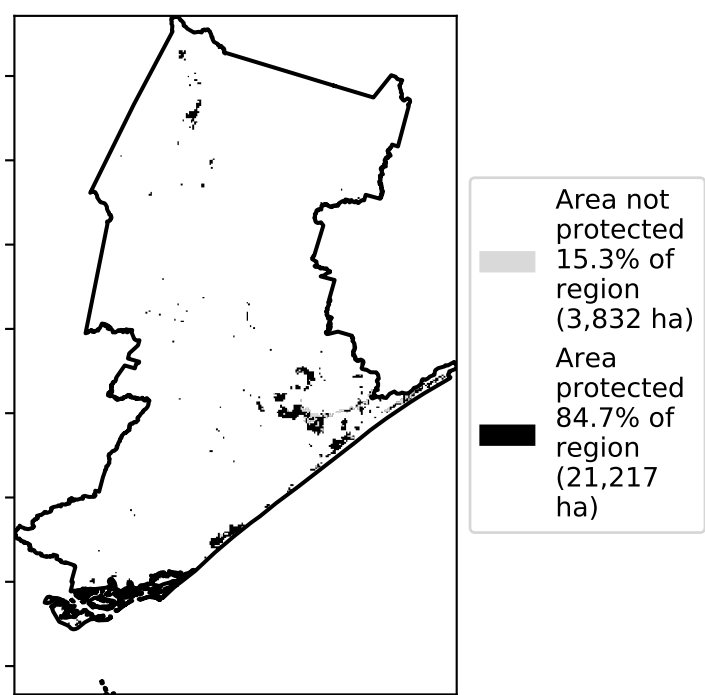 Area not
protected
15.3% of
region
(3,832 ha)
Area
protected
84.7% of
region
(21,217
ha)